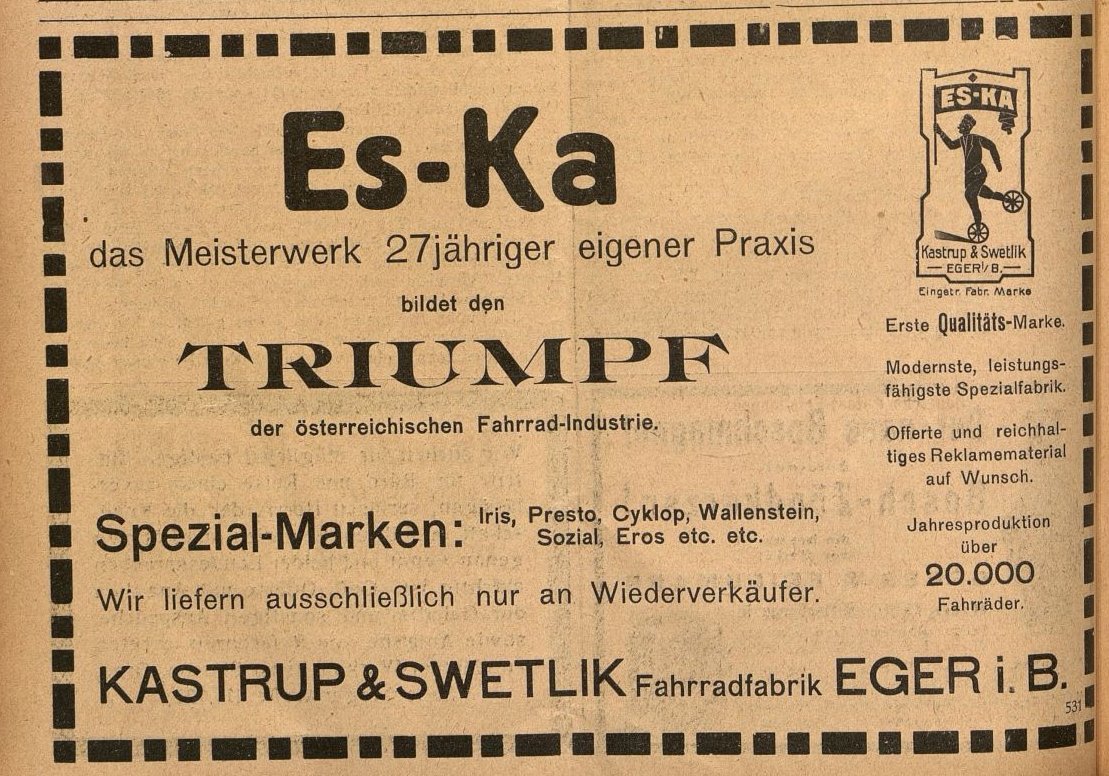 Es-Ka
das Meisterwerk 27jähriger eigener Praxis
bildet den
TRIUMPF
der österreichischen Fahrrad-Industrie.
Spezial-Marken: Iris, Presto, Cyklop, Wallenstein,
Sozial, Eros etc. etc.
Wir liefern ausschließlich nur an Wiederverkäufer.
ES-KA
Kastrup & Swetlik
EGER i/B.
Eingetr. Fabr. Marke
Erste Qualitäts-Marke.
Modernste, leistungs-
fähigste Spezialfabrik.
Offerte und reichhal-
tiges Reklamematerial
auf Wunsch.
Jahresproduktion
über
20.000
Fahrräder.
KASTRUP & SWETLIK Fahrradfabrik EGER i. B.
531